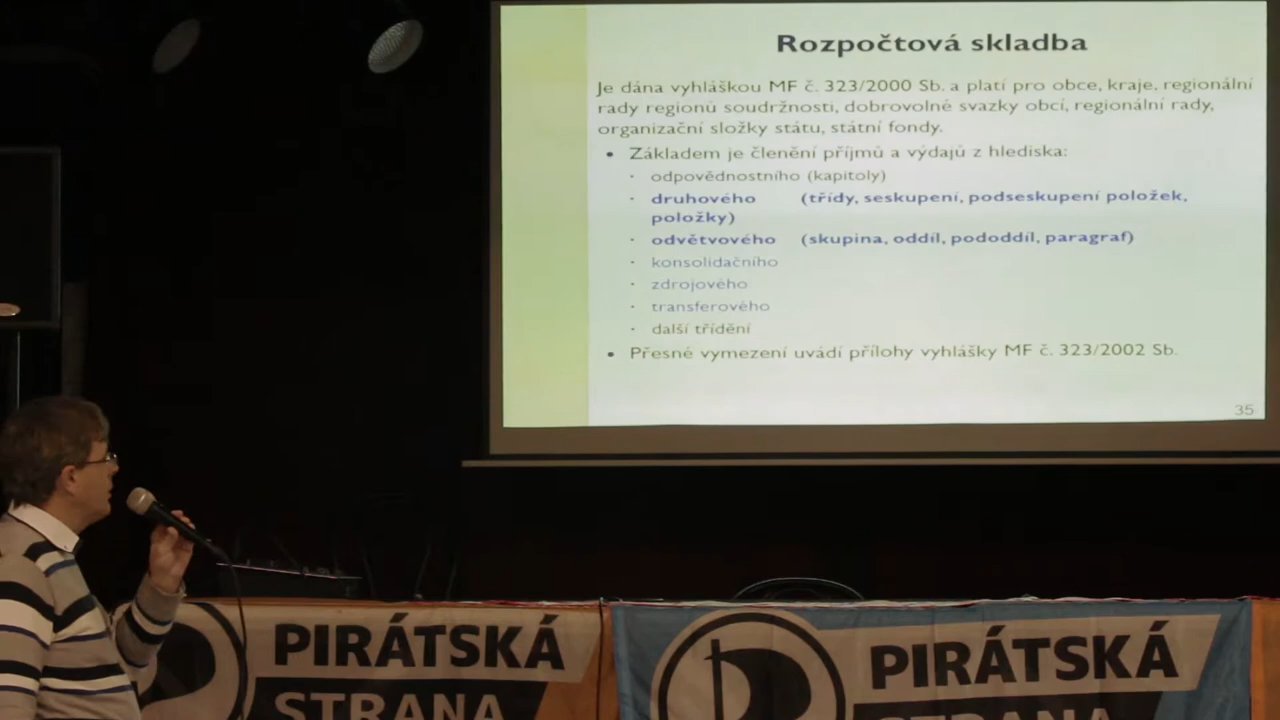 Rozpočtová skladba
Je dána vyhláškou MF č. 323/2000 Sb. a platí pro obce, kraje, regionální
rady regionů soudržnosti, dobrovolné svazky obcí, regionální rady,
organizační složky státu, státní fondy.
• Základem je členění příjmů a výdajů z hlediska:
· odpovědnostního (kapitoly)
· druhového (třídy, seskupení, podseskupení položek,
položky)
· odvětvového (skupina, oddíl, pododdíl, paragraf)
· konsolidačního
· zdrojového
· transferového
· další třídění
• Přesné vymezení uvádí přílohy vyhlášky MF č. 323/2002 Sb.
35
PIRÁTSKÁ
STRANA
PIRÁTSKÁ
STRANA